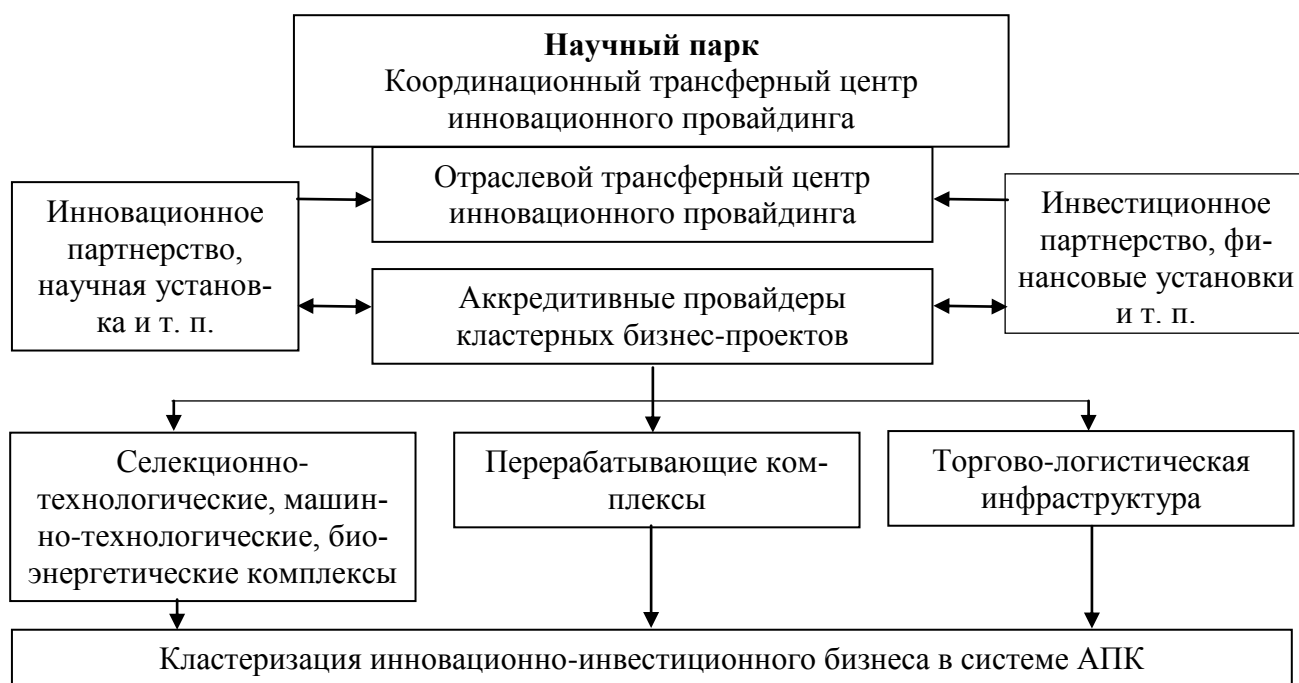 Научный парк
Координационный трансферный центр
инновационного провайдинга
Отраслевой трансферный центр
инновационного провайдинга
Инновационное
партнерство,
научная установ-
ка и т. п.
Инвестиционное
партнерство, фи-
нансовые установки
и т. п.
Аккредитивные провайдеры
кластерных бизнес-проектов
Селекционно-
технологические, машин-
но-технологические, био-
энергетические комплексы
Перерабатывающие ком-
плексы
Торгово-логистическая
инфраструктура
Кластеризация инновационно-инвестиционного бизнеса в системе АПК